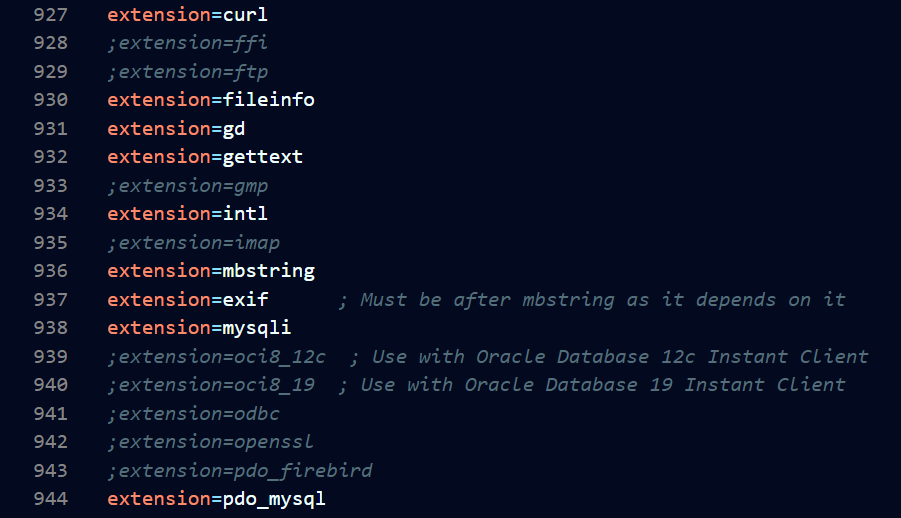 927 extension=curl
928 ;extension=ffi
929 ;extension=ftp
930 extension=fileinfo
931 extension=gd
932 extension=gettext
933 ;extension=gmp
934 extension=intl
935 ;extension=imap
936 extension=mbstring
937 extension=exif      ; Must be after mbstring as it depends on it
938 extension=mysqli
939 ;extension=oci8_12c  ; Use with Oracle Database 12c Instant Client
940 ;extension=oci8_19  ; Use with Oracle Database 19 Instant Client
941 ;extension=odbc
942 ;extension=openssl
943 ;extension=pdo_firebird
944 extension=pdo_mysql